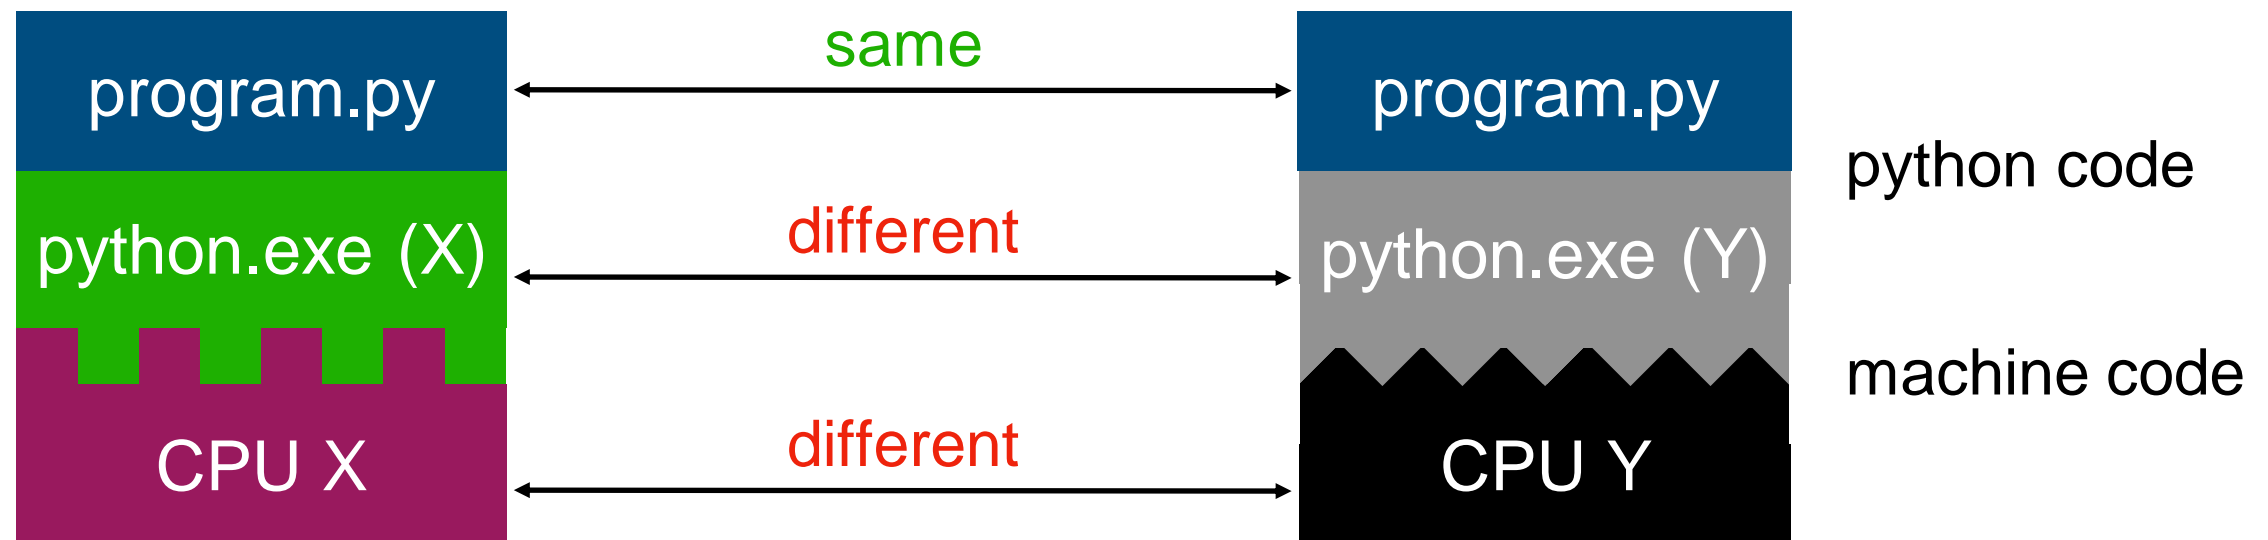 same
program.py
program.py
python code
different
python.exe (X)
python.exe (Y)
machine code
different
CPU X
CPU Y